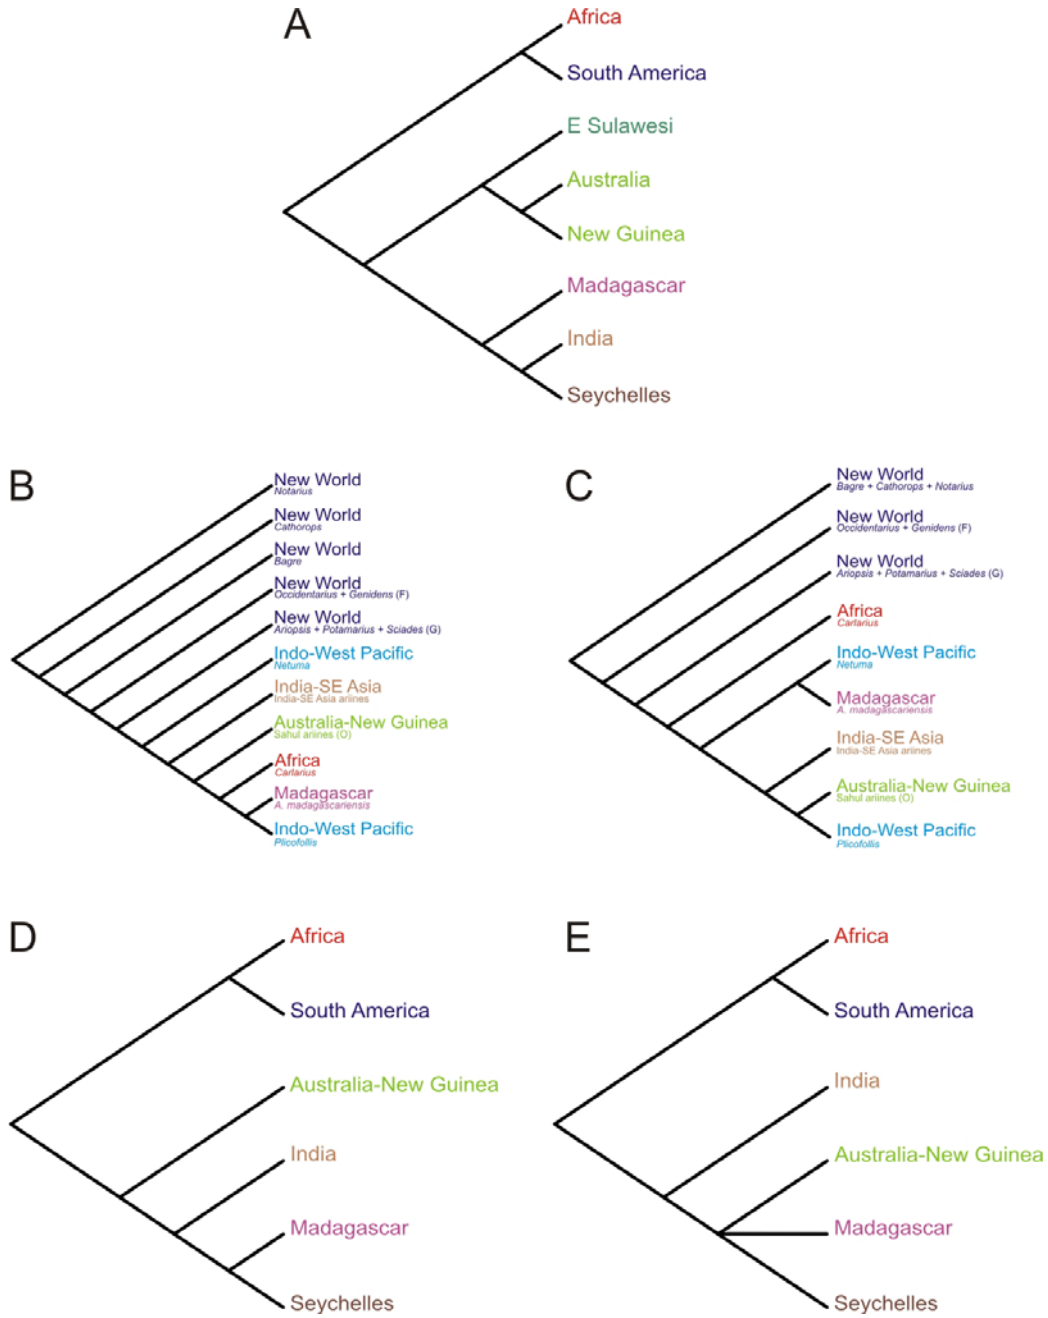 A
Africa
South America
E Sulawesi
Australia
New Guinea
Madagascar
India
Seychelles
B
New World
Notarius
New World
Cathorops
New World
Bagre
New World
Occidentarius + Genidens (F)
New World
Ariopsis + Potamarius + Sciades (G)
Indo-West Pacific
Netuma
India-SE Asia
India-SE Asia ariines
Australia-New Guinea
Sahul ariines (O)
Africa
Carlarius
Madagascar
A. madagascariensis
Indo-West Pacific
Plicofollis
C
New World
Bagre + Cathorops + Notarius
New World
Occidentarius + Genidens (F)
New World
Ariopsis + Potamarius + Sciades (G)
Africa
Carlarius
Indo-West Pacific
Netuma
Madagascar
A. madagascariensis
India-SE Asia
India-SE Asia ariines
Australia-New Guinea
Sahul ariines (O)
Indo-West Pacific
Plicofollis
D
Africa
South America
Australia-New Guinea
India
Madagascar
Seychelles
E
Africa
South America
India
Australia-New Guinea
Madagascar
Seychelles